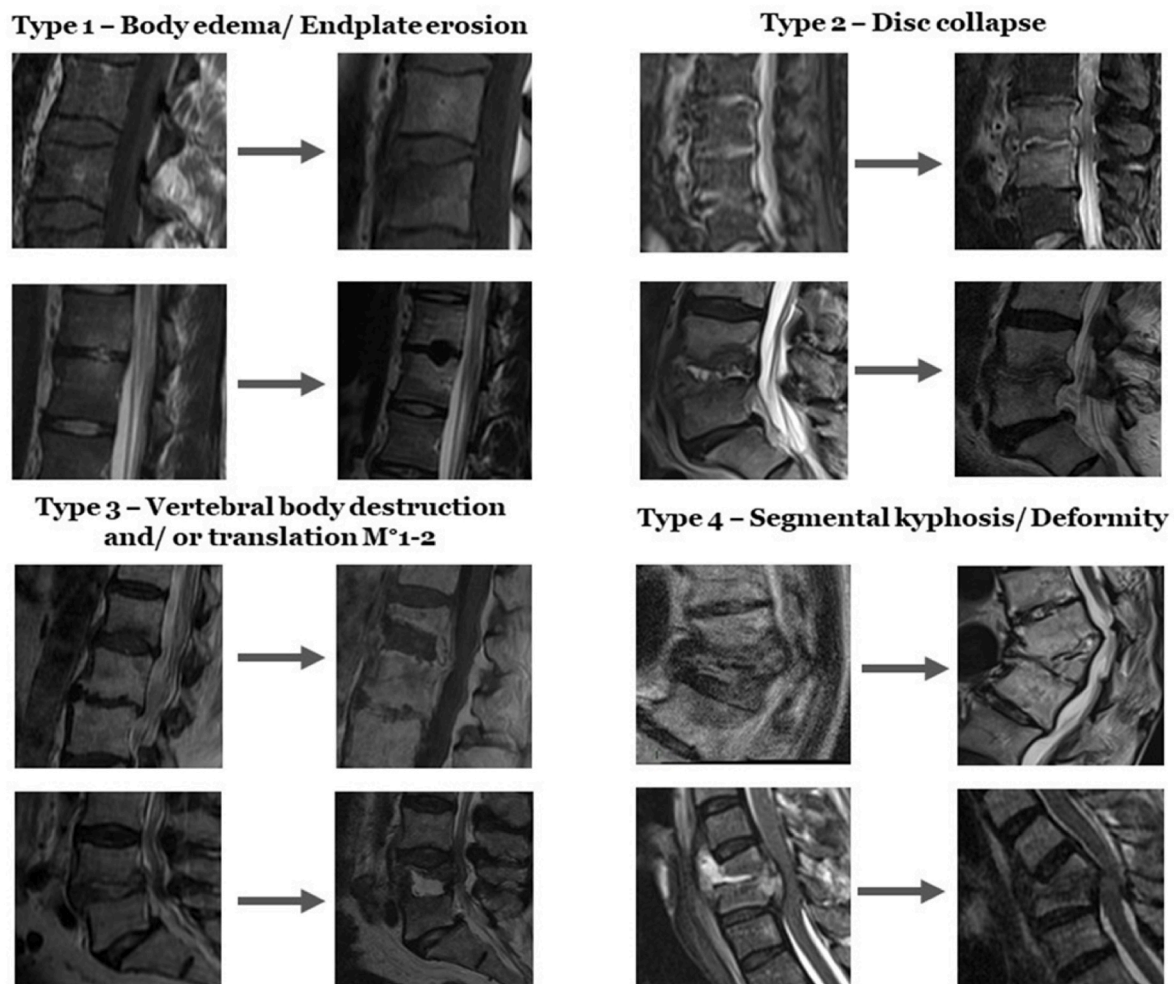 Type 1 – Body edema/ Endplate erosion
Type 2 – Disc collapse
Type 3 – Vertebral body destruction
and/ or translation M°1-2
Type 4 – Segmental kyphosis/ Deformity